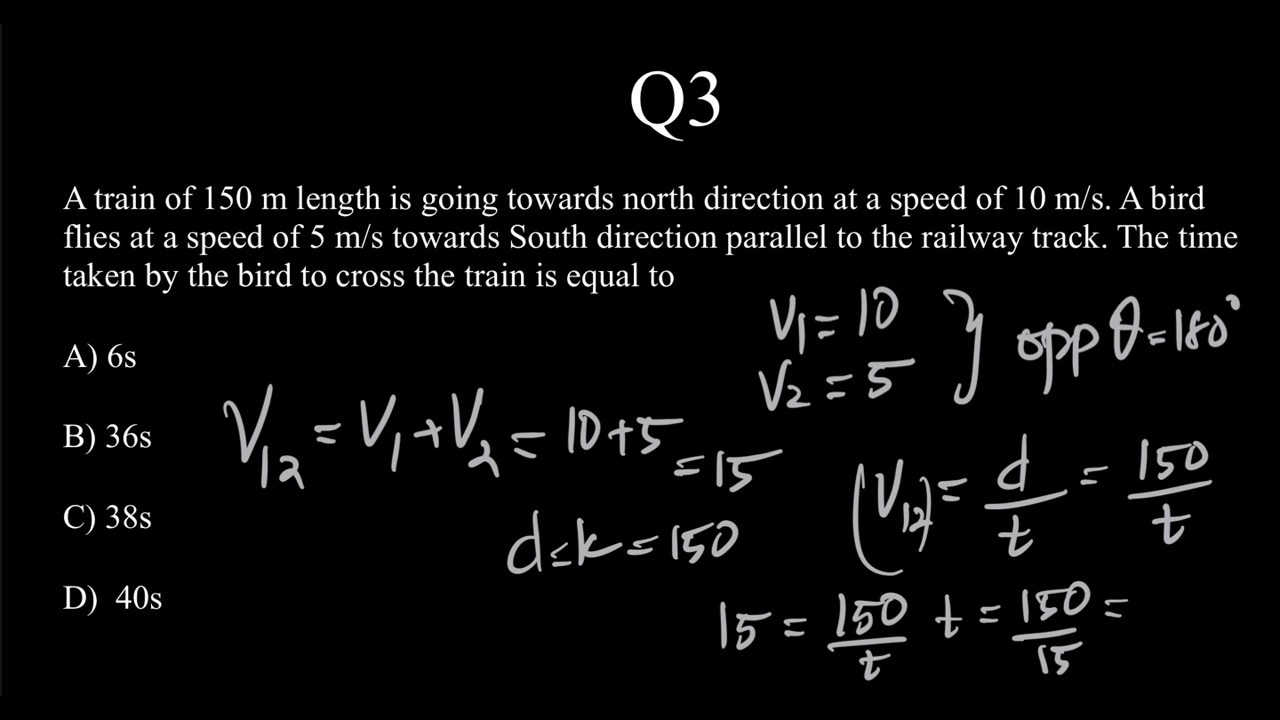 Q3
A train of 150 m length is going towards north direction at a speed of 10 m/s. A bird
flies at a speed of 5 m/s towards South direction parallel to the railway track. The time
taken by the bird to cross the train is equal to
V1 = 10
V2 = 5
} opp θ = 180°
A) 6s
B) 36s
V12 = V1 + V2 = 10+5
= 15
(V12) = d/t = 150/t
C) 38s
d = = 150
D) 40s
15 = 150/t t = 150/15 =